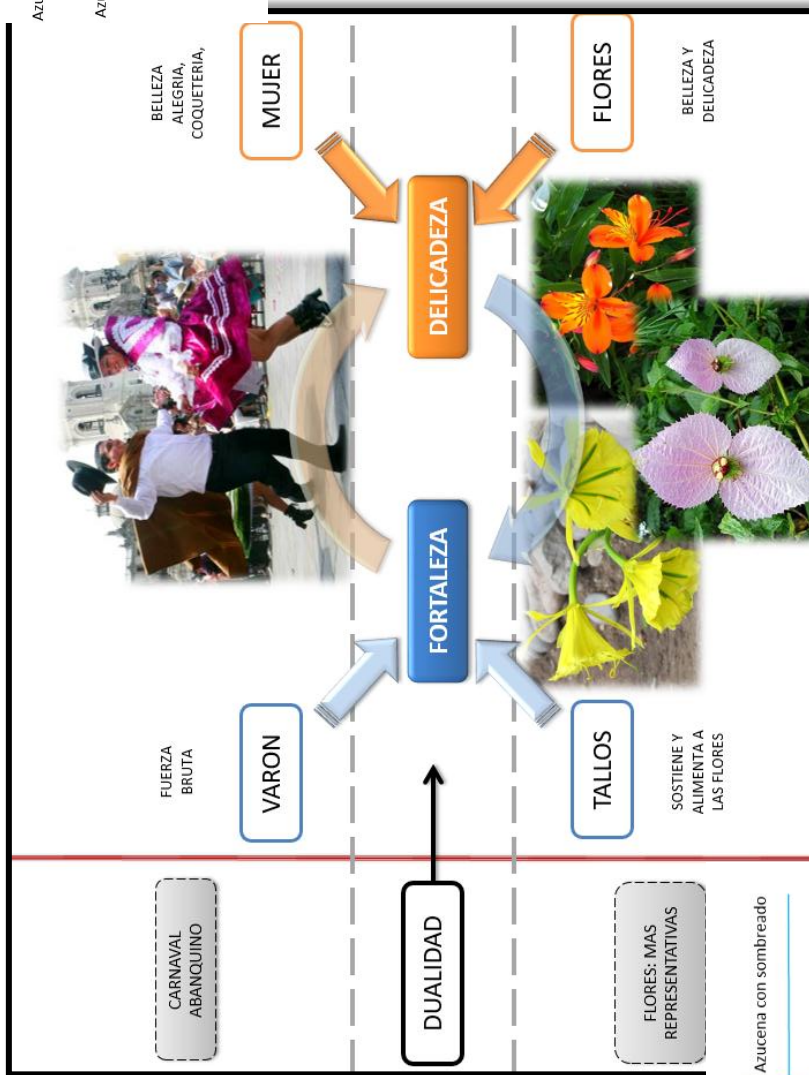 CARNAVAL
ABANQUINO
FUERZA
BRUTA
VARON
BELLEZA
ALEGRIA,
COQUETERIA,
MUJER
DUALIDAD
FORTALEZA
DELICADEZA
FLORES: MAS
REPRESENTATIVAS
TALLOS
SOSTIENE Y
ALIMENTA A
LAS FLORES
FLORES
BELLEZA Y
DELICADEZA
Azucena con sombreado